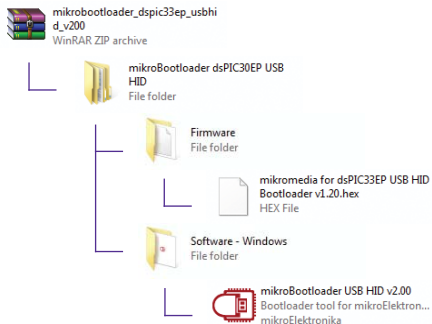 mikrobootloader_dspic33ep_usbhi
d_v200
WinRAR ZIP archive
mikroBootloader dsPIC30EP USB
HID
File folder
Firmware
File folder
mikromedia for dsPIC33EP USB HID
Bootloader v1.20.hex
HEX File
Software - Windows
File folder
mikroBootloader USB HID v2.00
Bootloader tool for mikroElektron...
mikroElektronika